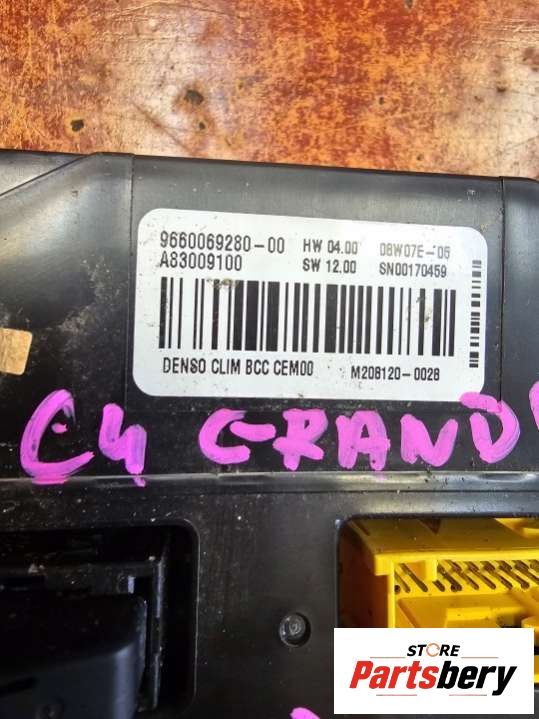 9660069280-00 HW 04.00 08W07E-'05
A83009100 SW 12.00 SN00170459
DENSO CLIM BCC CEM00 M208120-0028
C4 GRAND
STORE
Partsbery